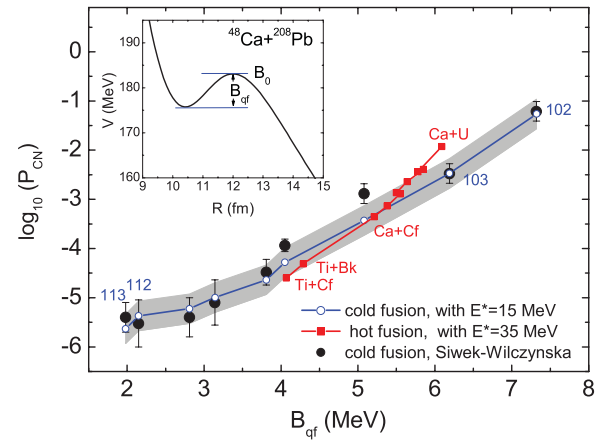 ⁴⁸Ca+²⁰⁸Pb
B₀
B_qf
V (MeV)
190
180
170
160
9 10 11 12 13 14 15
R (fm)
log₁₀ (P_CN)
0
-1
-2
-3
-4
-5
-6
102
Ca+U
103
Ca+Cf
Ti+Bk
Ti+Cf
113
112
cold fusion, with E*=15 MeV
hot fusion, with E*=35 MeV
cold fusion, Siwek-Wilczynska
2 3 4 5 6 7 8
B_qf (MeV)